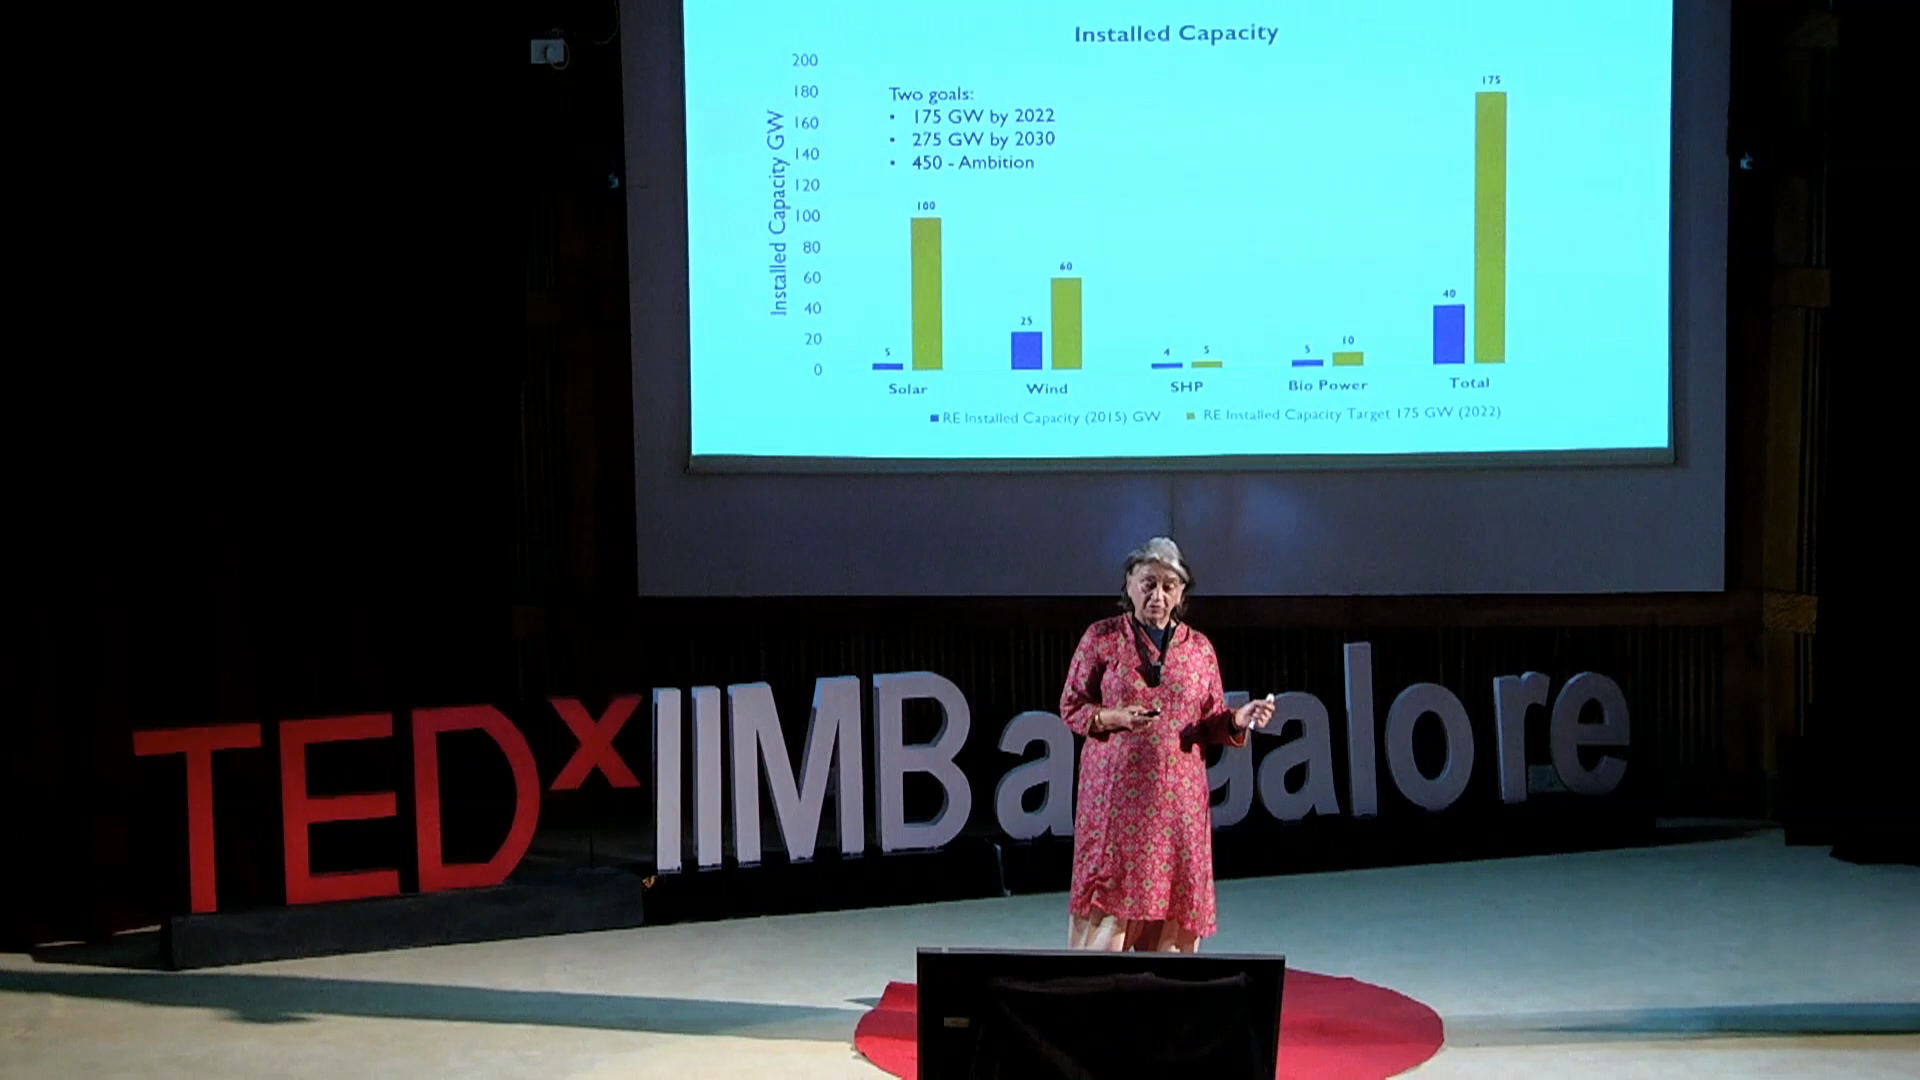 Installed Capacity
Installed Capacity GW
200
180
160
140
120
100
80
60
40
20
0
Two goals:
• 175 GW by 2022
• 275 GW by 2030
• 450 - Ambition
5
100
25
60
4
5
5
10
40
175
Solar
Wind
SHP
Bio Power
Total
RE Installed Capacity (2015) GW
RE Installed Capacity Target 175 GW (2022)
TEDx IIMBangalore